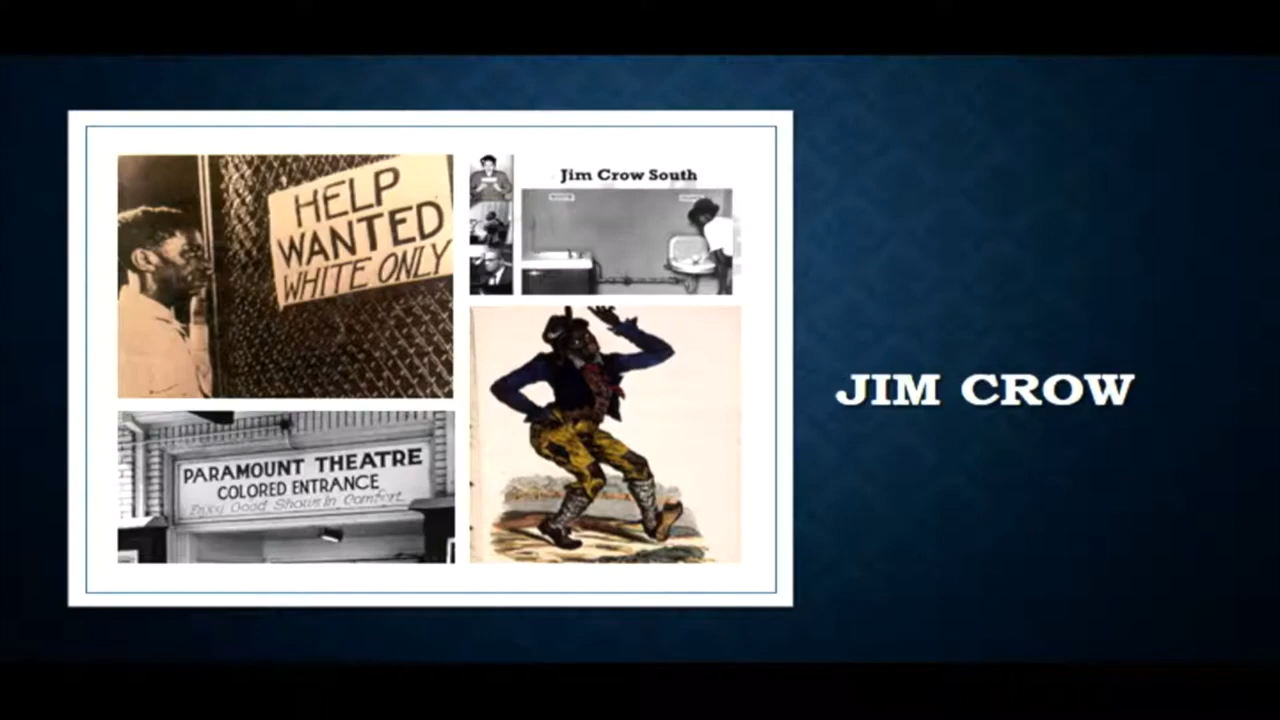 HELP
WANTED
WHITE ONLY
Jim Crow South
PARAMOUNT THEATRE
COLORED ENTRANCE
Enjoy Good Shows In Comfort
JIM CROW